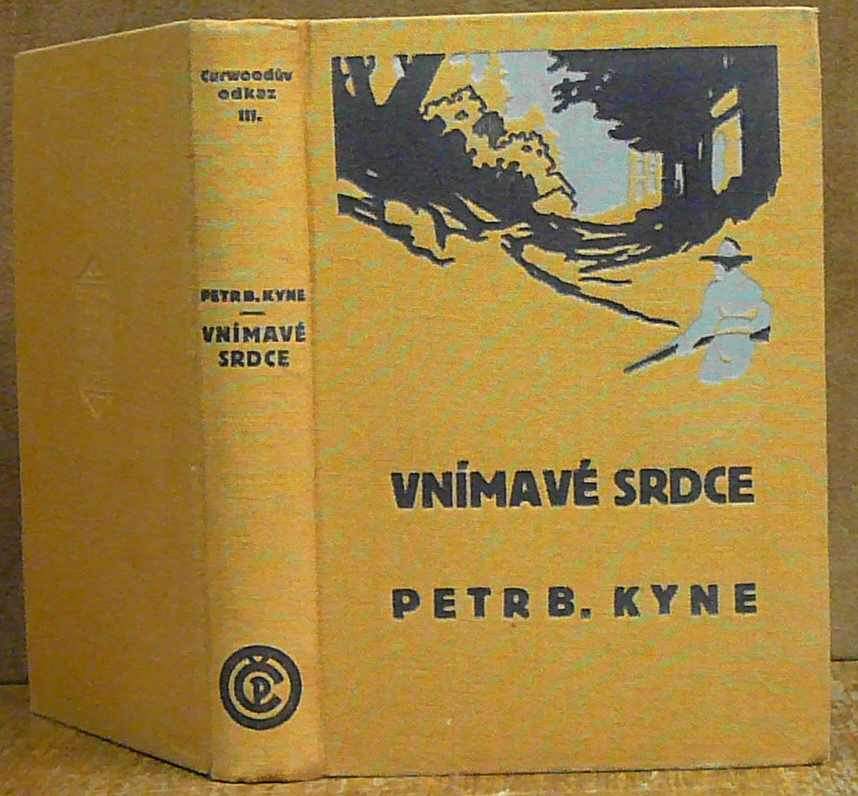 Curwoodův
odkaz
III.
PETR B. KYNE
VNÍMAVÉ
SRDCE
VNÍMAVÉ SRDCE
PETR B. KYNE